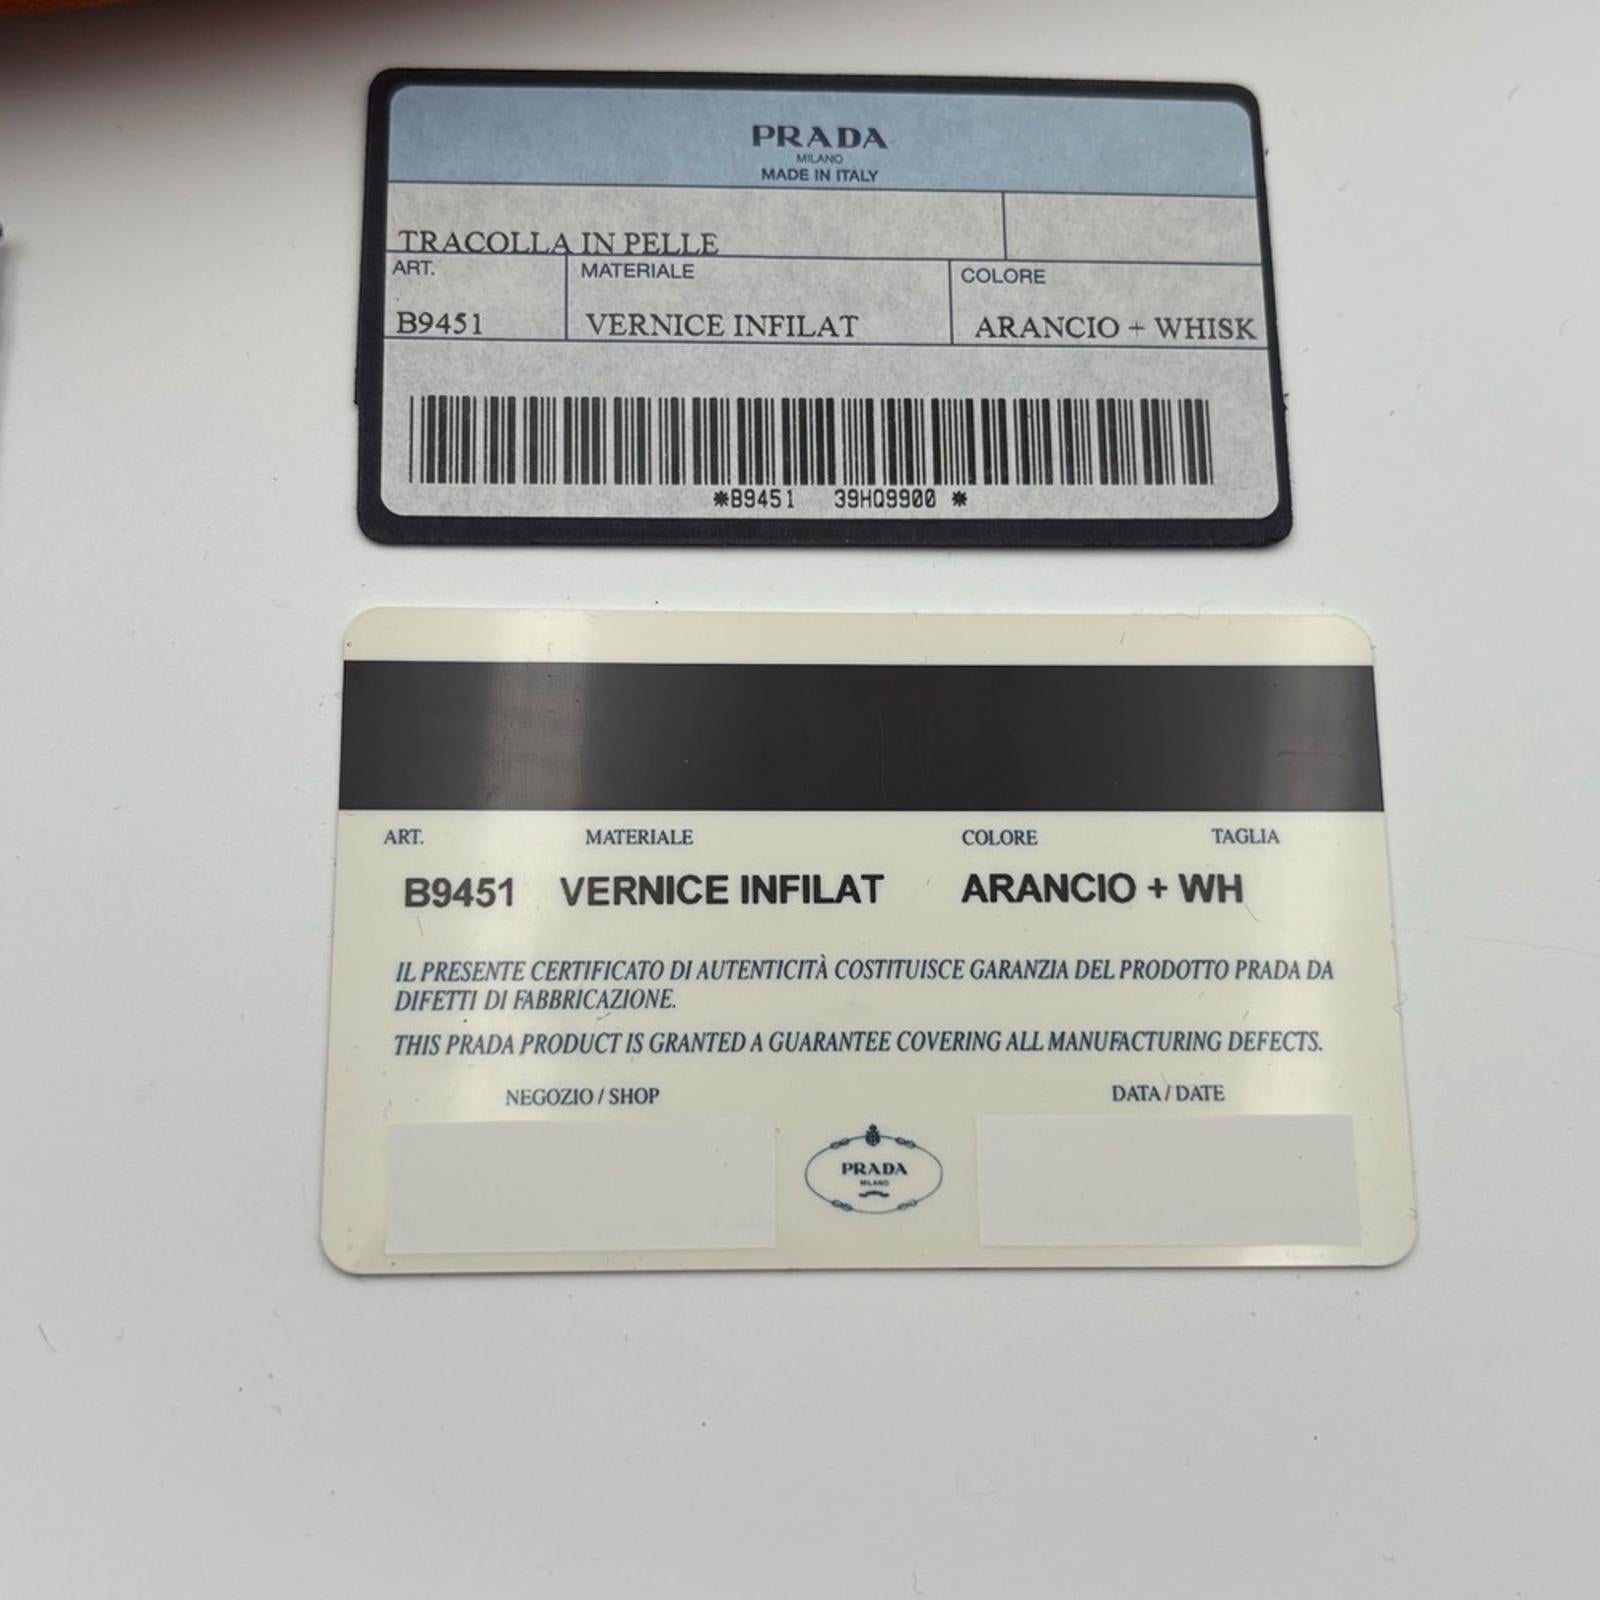 PRADA
MILANO
MADE IN ITALY
TRACOLLA IN PELLE
ART. MATERIALE COLORE
B9451 VERNICE INFILAT ARANCIO + WHISK
*B9451 39HQ9900 *
ART. MATERIALE COLORE TAGLIA
B9451 VERNICE INFILAT ARANCIO + WH
IL PRESENTE CERTIFICATO DI AUTENTICITÀ COSTITUISCE GARANZIA DEL PRODOTTO PRADA DA
DIFETTI DI FABBRICAZIONE.
THIS PRADA PRODUCT IS GRANTED A GUARANTEE COVERING ALL MANUFACTURING DEFECTS.
NEGOZIO / SHOP DATA / DATE
PRADA
MILANO